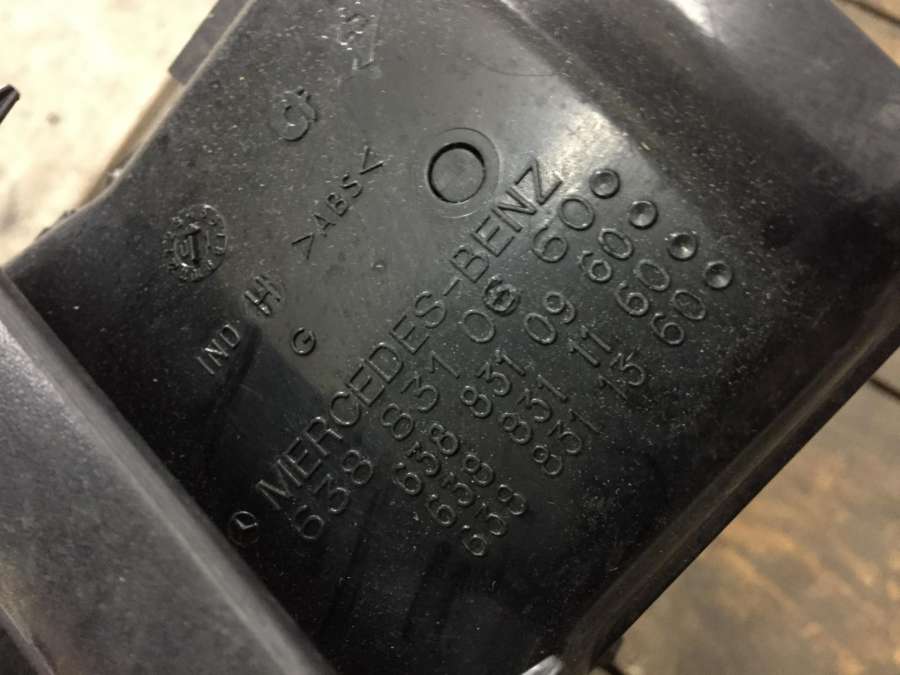 >ABS<
IND H
G
MERCEDES-BENZ
638 831 06 60
638 831 09 60
638 831 11 60
638 831 13 60